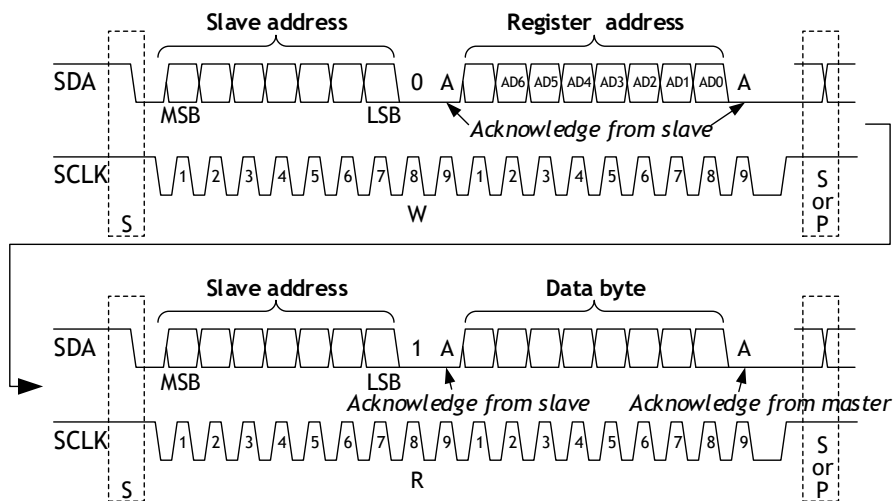 Slave address Register address
SDA 0 A AD6 AD5 AD4 AD3 AD2 AD1 AD0 A
MSB LSB Acknowledge from slave
SCLK 1 2 3 4 5 6 7 8 9 1 2 3 4 5 6 7 8 9 S
or
S W P
Slave address Data byte
SDA 1 A A
MSB LSB
Acknowledge from slave Acknowledge from master
SCLK 1 2 3 4 5 6 7 8 9 1 2 3 4 5 6 7 8 9 S
or
S R P